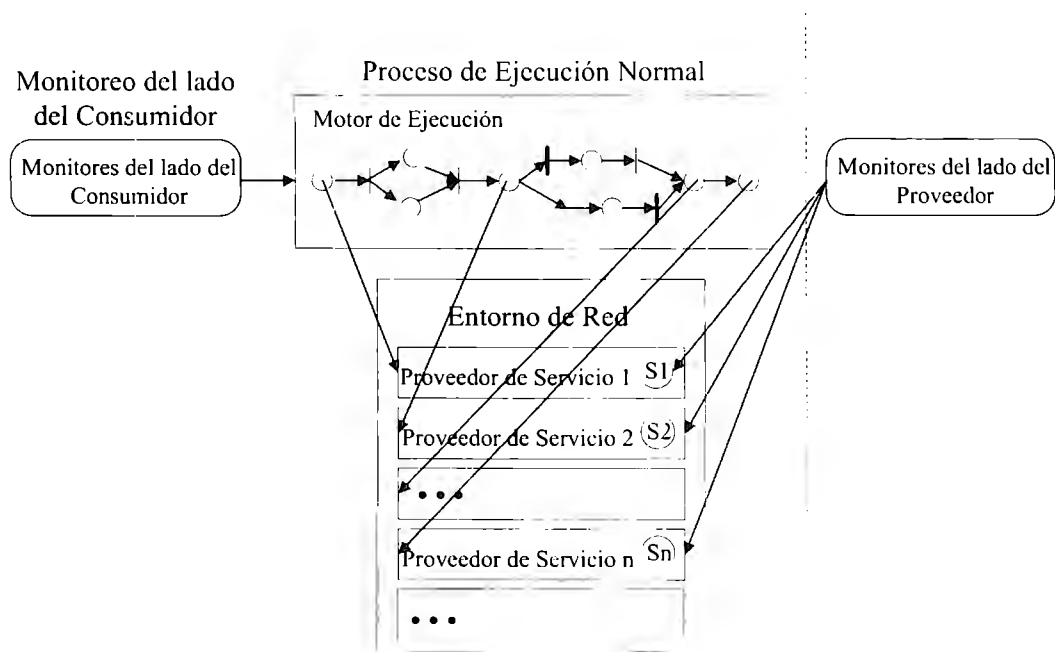 Monitoreo del lado
del Consumidor
Monitores del lado del
Consumidor
Proceso de Ejecución Normal
Motor de Ejecución
Monitores del lado del
Proveedor
Entorno de Red
Proveedor de Servicio 1 S1
Proveedor de Servicio 2 S2
• • •
Proveedor de Servicio n Sn
• • •